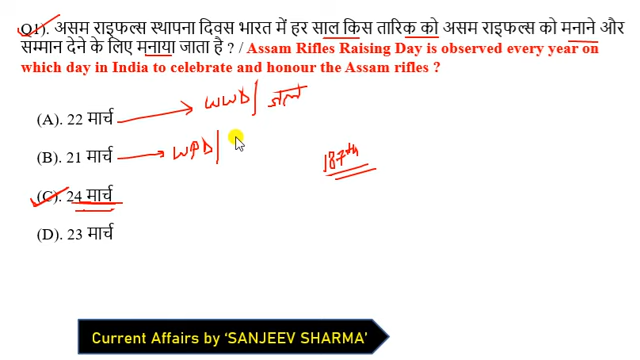 Q1). असम राइफल्स स्थापना दिवस भारत में हर साल किस तारिक को असम राइफल्स को मनाने और
सम्मान देने के लिए मनाया जाता है ? / Assam Rifles Raising Day is observed every year on
which day in India to celebrate and honour the Assam rifles ?
(A). 22 मार्च WWD जल
(B). 21 मार्च WPD
187th
(C). 24 मार्च
(D). 23 मार्च
Current Affairs by ‘SANJEEV SHARMA’